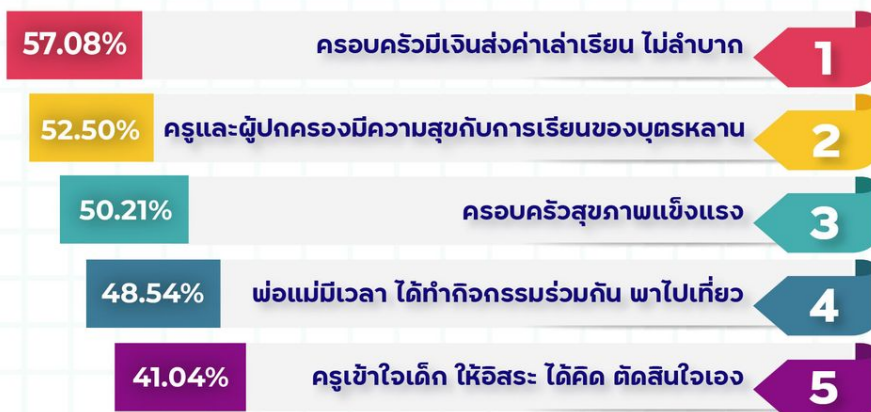 57.08% ครอบครัวมีเงินส่งค่าเล่าเรียน ไม่ลำบาก 1
52.50% ครูและผู้ปกครองมีความสุขกับการเรียนของบุตรหลาน 2
50.21% ครอบครัวสุขภาพแข็งแรง 3
48.54% พ่อแม่มีเวลา ได้ทำกิจกรรมร่วมกัน พาไปเที่ยว 4
41.04% ครูเข้าใจเด็ก ให้อิสระ ได้คิด ตัดสินใจเอง 5